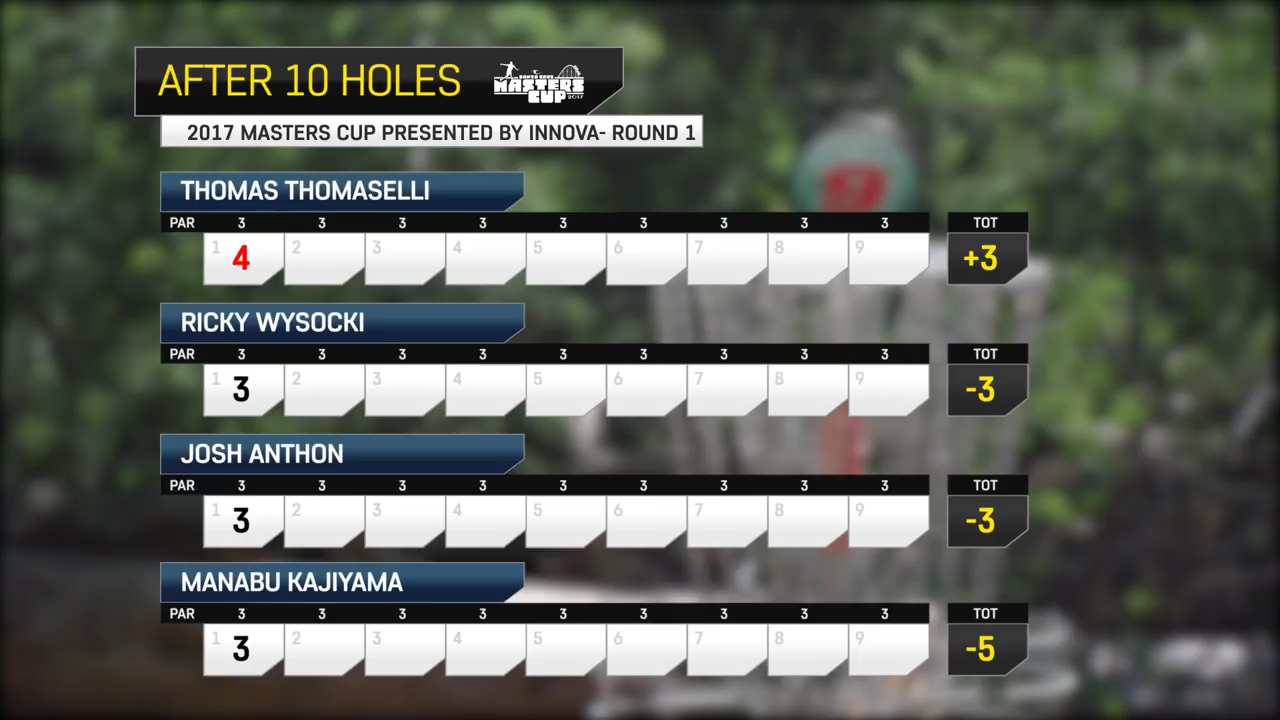 AFTER 10 HOLES
SANTA CRUZ
MASTERS
CUP 2017
2017 MASTERS CUP PRESENTED BY INNOVA- ROUND 1
THOMAS THOMASELLI
PAR 3 3 3 3 3 3 3 3 3 TOT
1 4 2 3 4 5 6 7 8 9 +3
RICKY WYSOCKI
PAR 3 3 3 3 3 3 3 3 3 TOT
1 3 2 3 4 5 6 7 8 9 -3
JOSH ANTHON
PAR 3 3 3 3 3 3 3 3 3 TOT
1 3 2 3 4 5 6 7 8 9 -3
MANABU KAJIYAMA
PAR 3 3 3 3 3 3 3 3 3 TOT
1 3 2 3 4 5 6 7 8 9 -5